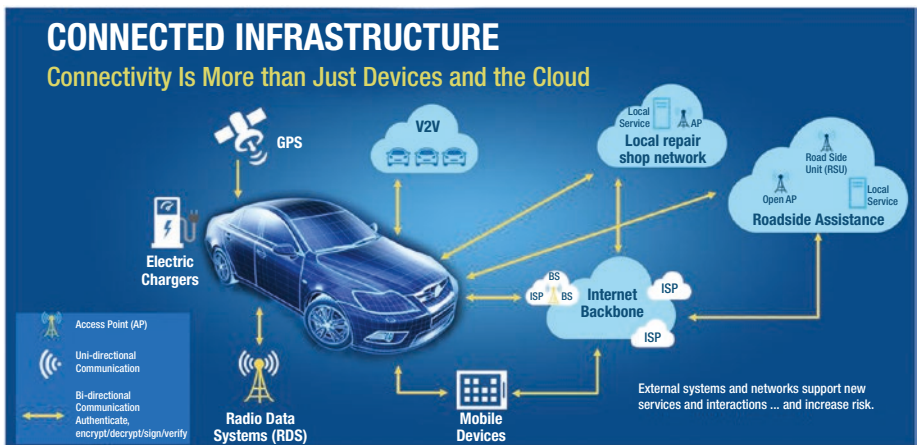 CONNECTED INFRASTRUCTURE
Connectivity Is More than Just Devices and the Cloud
GPS
V2V
Local
Service
AP
Local repair
shop network
Road Side
Unit (RSU)
Open AP
Local
Service
Roadside Assistance
Electric
Chargers
BS
ISP
BS
Internet
Backbone
ISP
ISP
Access Point (AP)
Uni-directional
Communication
Bi-directional
Communication
Authenticate,
encrypt/decrypt/sign/verify
Radio Data
Systems (RDS)
Mobile
Devices
External systems and networks support new
services and interactions ... and increase risk.